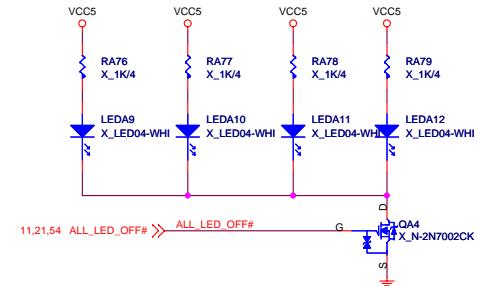 VCC5 VCC5 VCC5 VCC5
RA76 RA77 RA78 RA79
X_1K/4 X_1K/4 X_1K/4 X_1K/4
LEDA9 LEDA10 LEDA11 LEDA12
X_LED04-WHI X_LED04-WHI X_LED04-WHI X_LED04-WHI
D
11,21,54 ALL_LED_OFF# ALL_LED_OFF# G QA4
X_N-2N7002CK
S